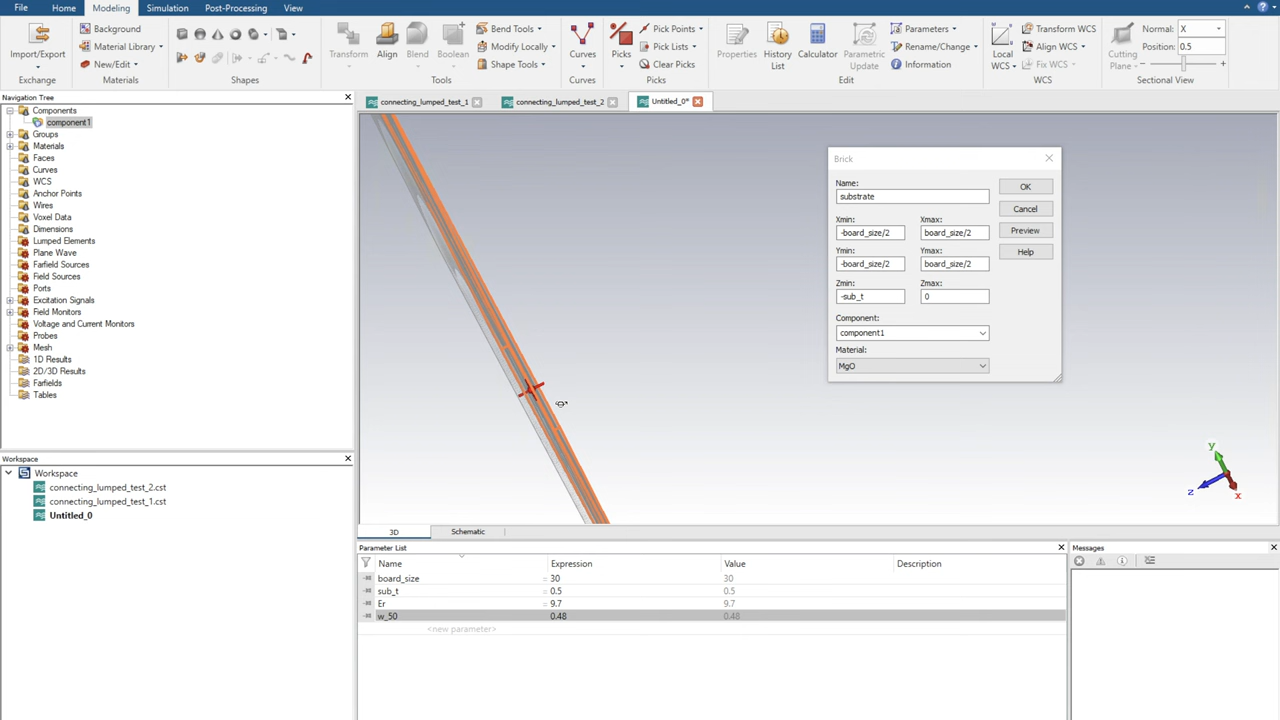 File Home Modeling Simulation Post-Processing View
Import/Export
Exchange
Background
Material Library
New/Edit
Materials
Shapes
Transform Align Blend Boolean
Bend Tools
Modify Locally
Shape Tools
Tools
Curves
Curves
Picks
Pick Points
Pick Lists
Clear Picks
Picks
Properties History List Calculator Parametric Update
Parameters
Rename/Change
Information
Edit
Local WCS
Transform WCS
Align WCS
Fix WCS
WCS
Cutting Plane
Normal: X
Position: 0.5
Sectional View
Navigation Tree
Components
component1
Groups
Materials
Faces
Curves
WCS
Anchor Points
Wires
Voxel Data
Dimensions
Lumped Elements
Plane Wave
Farfield Sources
Field Sources
Ports
Excitation Signals
Field Monitors
Voltage and Current Monitors
Probes
Mesh
1D Results
2D/3D Results
Farfields
Tables
Workspace
Workspace
connecting_lumped_test_2.cst
connecting_lumped_test_1.cst
Untitled_0
connecting_lumped_test_1 connecting_lumped_test_2 Untitled_0*
Brick
Name:
substrate
OK
Cancel
Preview
Help
Xmin: Xmax:
-board_size/2 board_size/2
Ymin: Ymax:
-board_size/2 board_size/2
Zmin: Zmax:
-sub_t 0
Component:
component1
Material:
MgO
y
z
x
3D Schematic
Parameter List
Name Expression Value Description
board_size = 30 30
sub_t = 0.5 0.5
Er = 9.7 9.7
w_50 0.48 0.48
<new parameter>
Messages